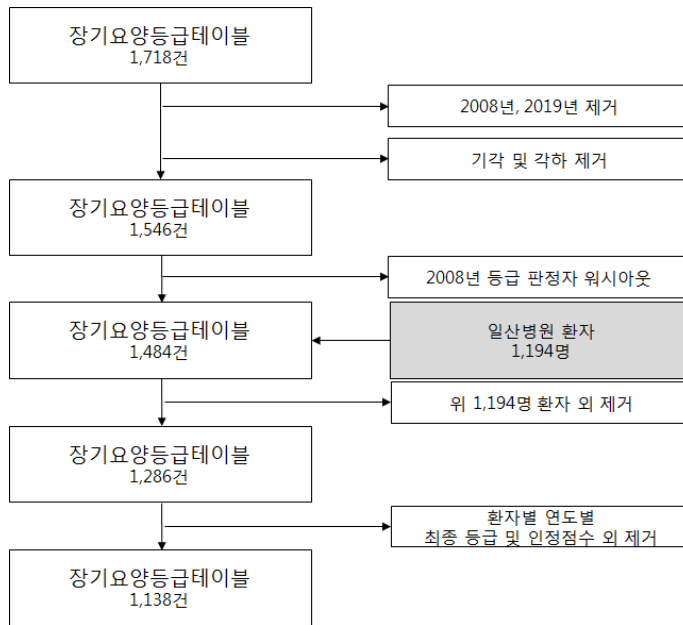 장기요양등급테이블
1,718건
2008년, 2019년 제거
기각 및 각하 제거
장기요양등급테이블
1,546건
2008년 등급 판정자 워시아웃
장기요양등급테이블
1,484건
일산병원 환자
1,194명
위 1,194명 환자 외 제거
장기요양등급테이블
1,286건
환자별 연도별
최종 등급 및 인정점수 외 제거
장기요양등급테이블
1,138건